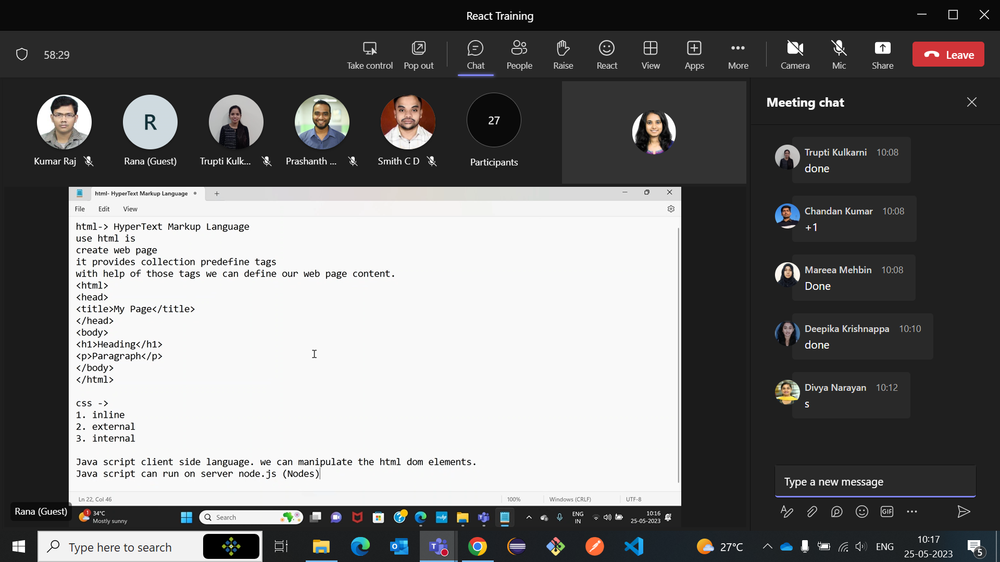 React Training
58:29
Take control
Pop out
Chat
People
Raise
React
View
Apps
More
Camera
Mic
Share
Leave
Kumar Raj
R
Rana (Guest)
Trupti Kulk...
Prashanth ...
Smith C D
27
Participants
html- HyperText Markup Language
File Edit View
html-> HyperText Markup Language
use html is
create web page
it provides collection predefine tags
with help of those tags we can define our web page content.
<html>
<head>
<title>My Page</title>
</head>
<body>
<h1>Heading</h1>
<p>Paragraph</p>
</body>
</html>
css ->
1. inline
2. external
3. internal
Java script client side language. we can manipulate the html dom elements.
Java script can run on server node.js (Nodes)
Ln 22, Col 46
100%
Windows (CRLF)
UTF-8
Rana (Guest)
1
34°C
Mostly sunny
Search
ENG
IN
10:16
25-05-2023
Meeting chat
Trupti Kulkarni 10:08
done
Chandan Kumar 10:08
+1
Mareea Mehbin 10:08
Done
Deepika Krishnappa 10:10
done
Divya Narayan 10:12
s
Type a new message
GIF
Type here to search
27°C
ENG
10:17
25-05-2023
5